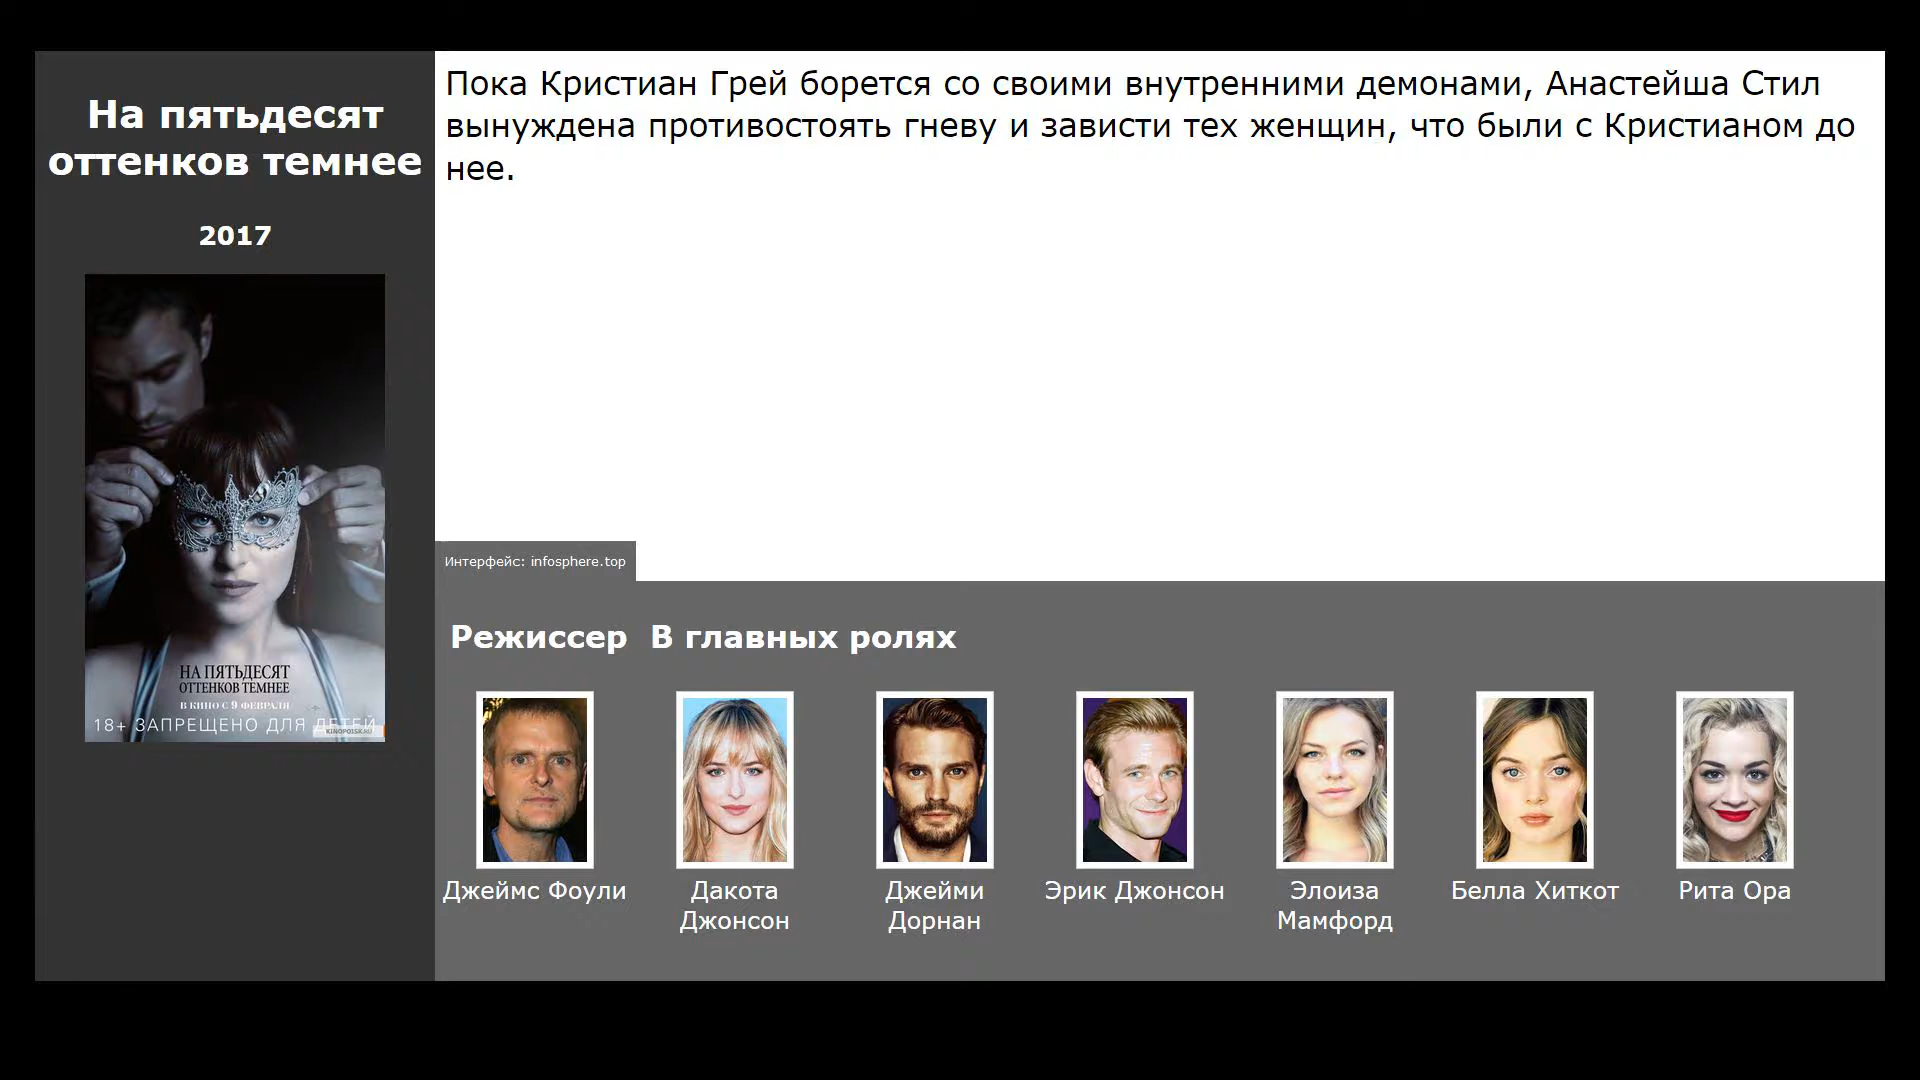 На пятьдесят
оттенков темнее
2017
НА ПЯТЬДЕСЯТ
ОТТЕНКОВ ТЕМНЕЕ
В КИНО С 9 ФЕВРАЛЯ
18+ ЗАПРЕЩЕНО ДЛЯ ДЕТЕЙ
KINOPOISK.RU
Пока Кристиан Грей борется со своими внутренними демонами, Анастейша Стил
вынуждена противостоять гневу и зависти тех женщин, что были с Кристианом до
нее.
Интерфейс: infosphere.top
Режиссер В главных ролях
Джеймс Фоули
Дакота
Джонсон
Джейми
Дорнан
Эрик Джонсон
Элоиза
Мамфорд
Белла Хиткот
Рита Ора